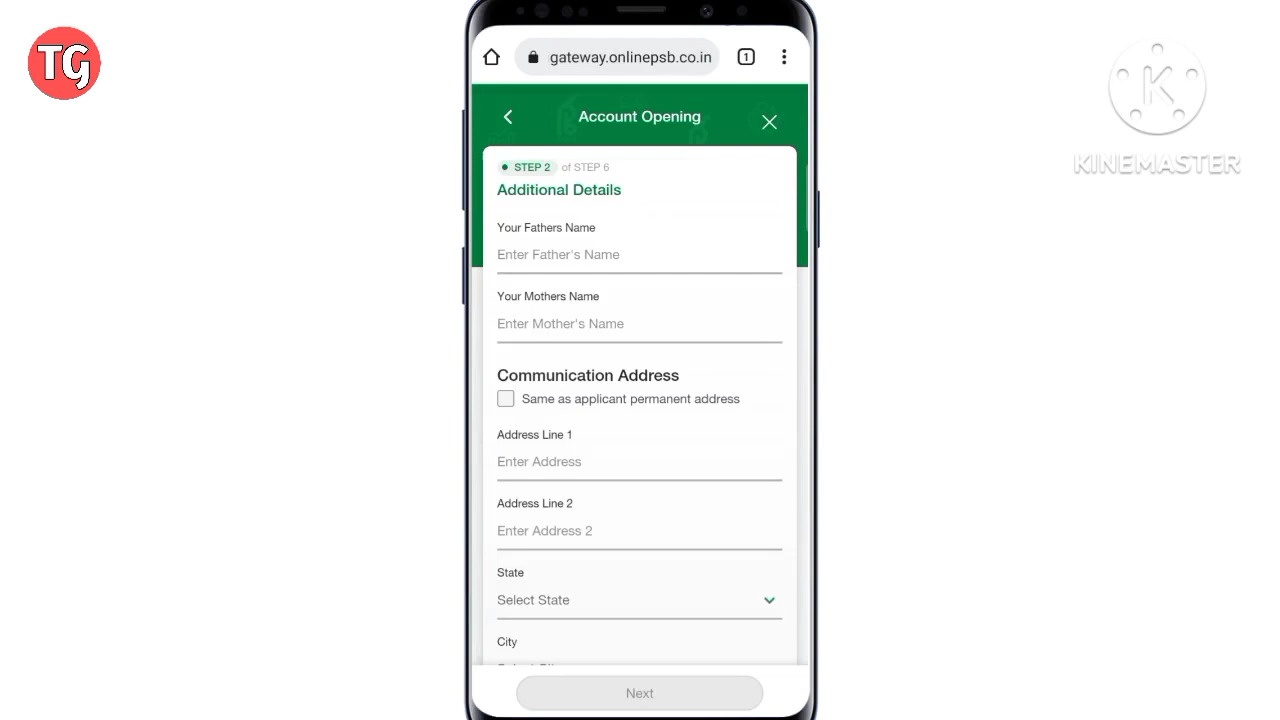 TG
gateway.onlinepsb.co.in
1
K
KINEMASTER
Account Opening
STEP 2 of STEP 6
Additional Details
Your Fathers Name
Enter Father's Name
Your Mothers Name
Enter Mother's Name
Communication Address
Same as applicant permanent address
Address Line 1
Enter Address
Address Line 2
Enter Address 2
State
Select State
City
Next